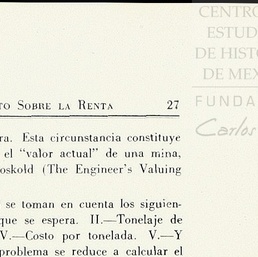 CENTRO
ESTUD
DE HISTO
DE MEX
FUNDA
Carlos
TO SOBRE LA RENTA 27
ra. Esta circunstancia constituye
el "valor actual" de una mina,
oskold (The Engineer's Valuing
se toman en cuenta los siguien-
que se espera. II.—Tonelaje de
V.—Costo por tonelada. V.—Y
problema se reduce a calcular el